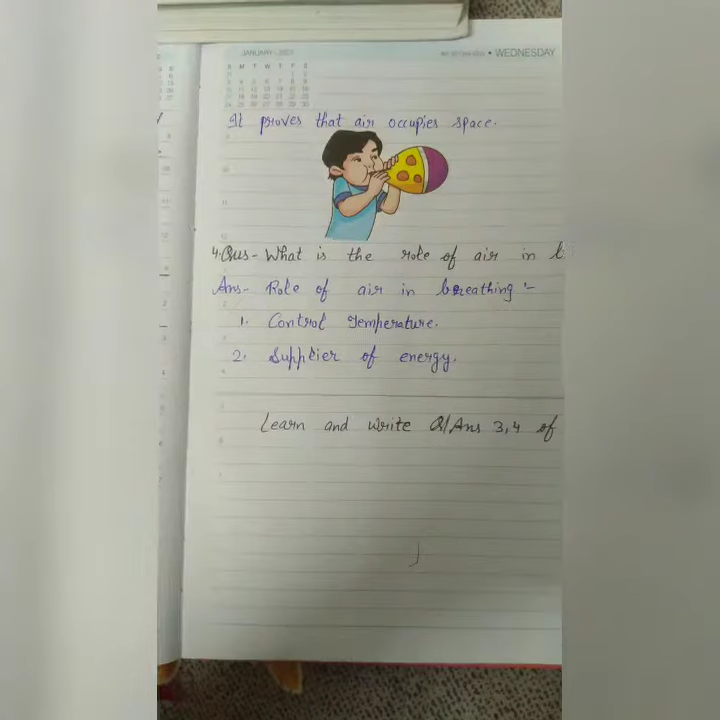 JANUARY - 2021
WEDNESDAY
S M T W T F S
It proves that air occupies space.
4. Ques- What is the role of air in
Ans- Role of air in breathing :-
1. Control Temperature.
2. Supplier of energy.
Learn and write Q/Ans 3,4 of